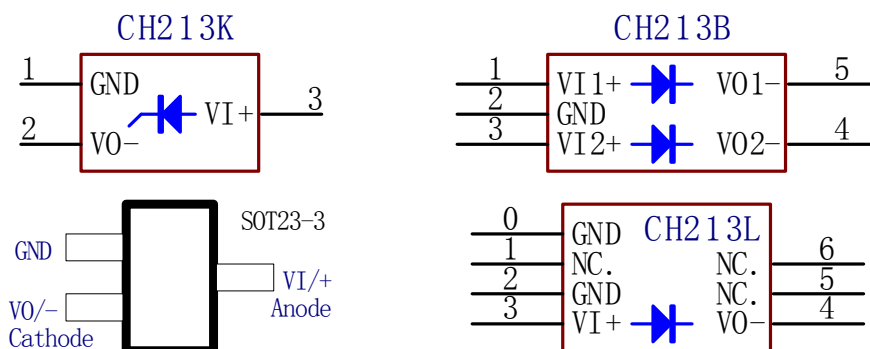 CH213K
1 GND
2 VO-
VI+ 3
CH213B
1 VI1+ VO1- 5
2 GND
3 VI2+ VO2- 4
SOT23-3
GND
VO/-
Cathode
VI/+
Anode
CH213L
0 GND
1 NC. NC. 6
2 GND NC. 5
3 VI+ VO- 4